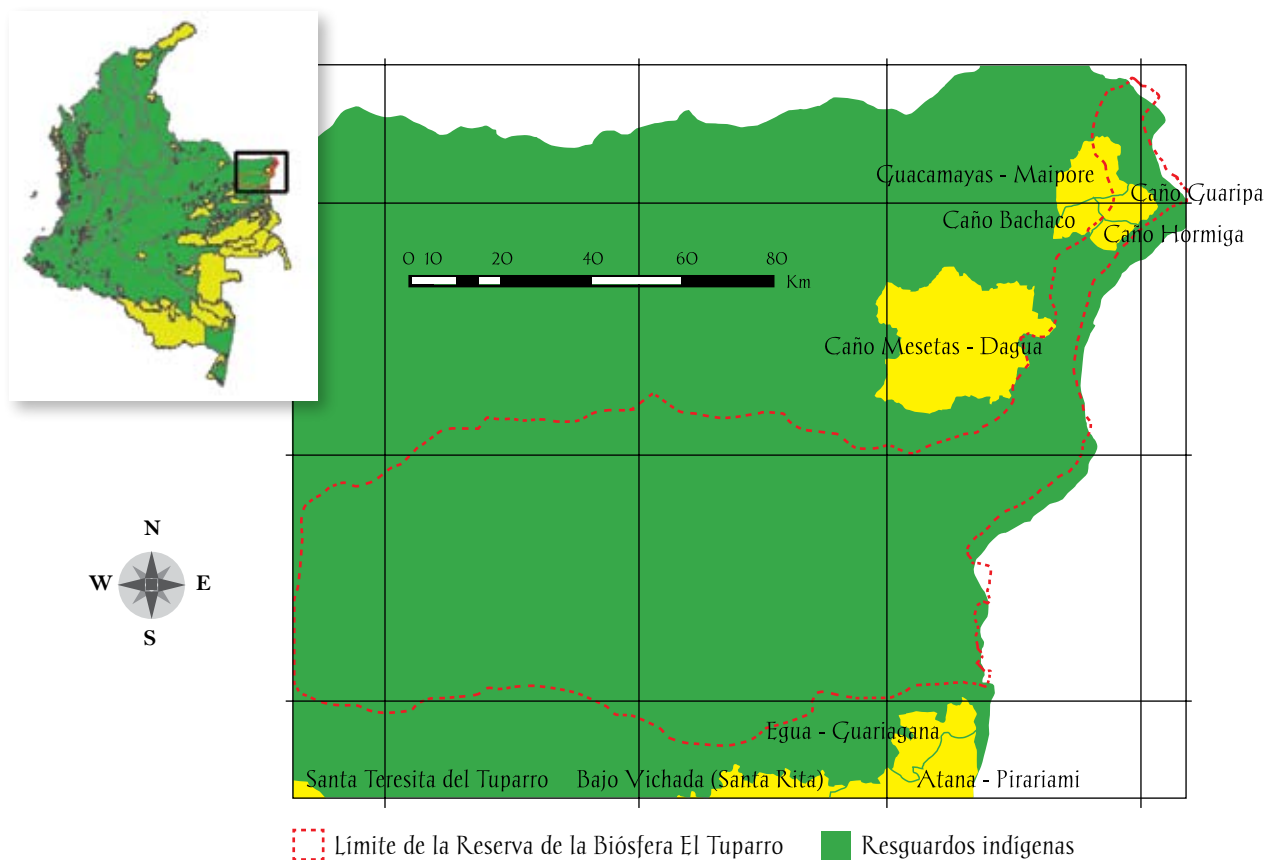 Guacamayas - Maipore
Caño Guaripa
Caño Bachaco
Caño Hormiga
0 10 20 40 60 80
Km
Caño Mesetas - Dagua
N
W E
S
Egua - Guariagana
Santa Teresita del Tuparro Bajo Vichada (Santa Rita) Atana - Pirariami
Límite de la Reserva de la Biósfera El Tuparro Resguardos indígenas